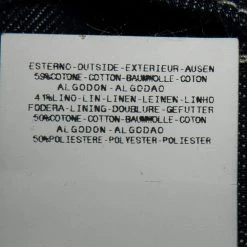 ESTERNO-OUTSIDE-EXTERIEUR-AUSEN
59%COTONE-COTTON-BAUMWOLLE-COTON
ALGODON-ALGODAO
41%LINO-LIN-LINEN-LEINEN-LINHO
FODERA-LINING-DOUBLURE-GEFUTTER
50%COTONE-COTTON-BAUMWOLLE-COTON
ALGODON-ALGODAO
50%POLIESTERE-POLYESTER-POLIESTER